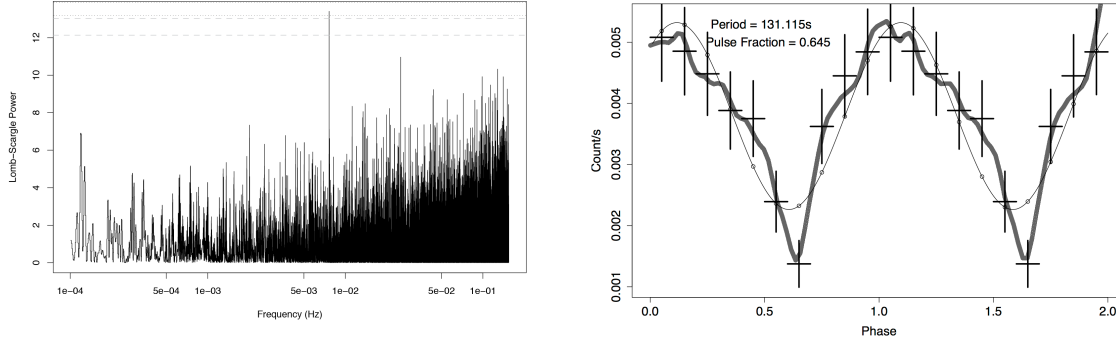 Lomb−Scargle Power
0 2 4 6 8 10 12
1e−04 5e−04 1e−03 5e−03 1e−02 5e−02 1e−01
Frequency (Hz)
Period = 131.115s
Pulse Fraction = 0.645
Count/s
0.001 0.002 0.003 0.004 0.005
0.0 0.5 1.0 1.5 2.0
Phase